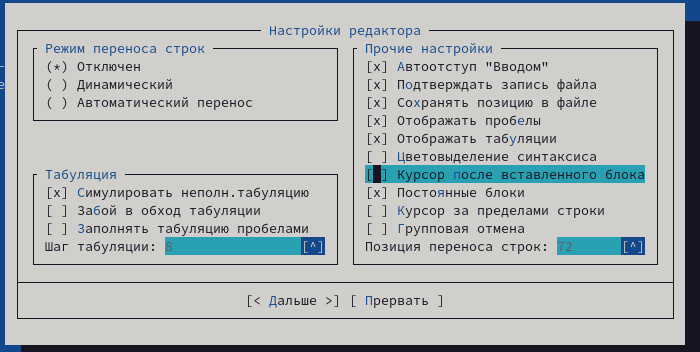 Настройки редактора
Режим переноса строк
(*) Отключен
( ) Динамический
( ) Автоматический перенос
Табуляция
[x] Симулировать неполн.табуляцию
[ ] Забой в обход табуляции
[ ] Заполнять табуляцию пробелами
Шаг табуляции: 8 [^]
Прочие настройки
[x] Автоотступ "Вводом"
[x] Подтверждать запись файла
[x] Сохранять позицию в файле
[x] Отображать пробелы
[x] Отображать табуляции
[ ] Цветовыделение синтаксиса
[ ] Курсор после вставленного блока
[x] Постоянные блоки
[ ] Курсор за пределами строки
[ ] Групповая отмена
Позиция переноса строк: 72 [^]
[< Дальше >] [ Прервать ]